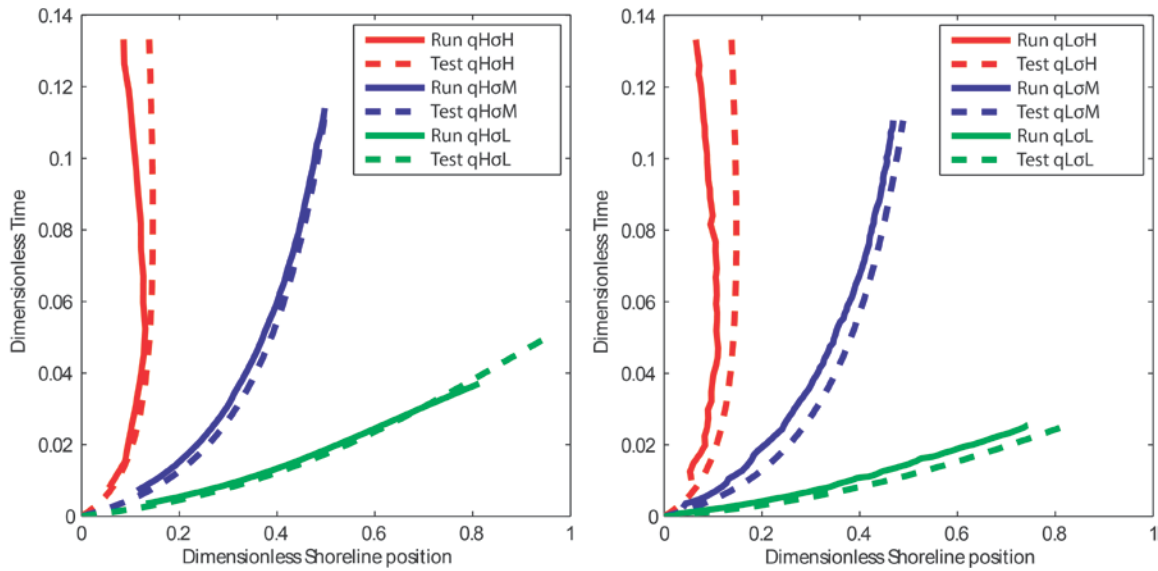 0.14
0.12
0.1
0.08
0.06
0.04
0.02
0
Dimensionless Time
Run qHσH
Test qHσH
Run qHσM
Test qHσM
Run qHσL
Test qHσL
0
0.2
0.4
0.6
0.8
1
Dimensionless Shoreline position
0.14
0.12
0.1
0.08
0.06
0.04
0.02
0
Dimensionless Time
Run qLσH
Test qLσH
Run qLσM
Test qLσM
Run qLσL
Test qLσL
0
0.2
0.4
0.6
0.8
1
Dimensionless Shoreline position